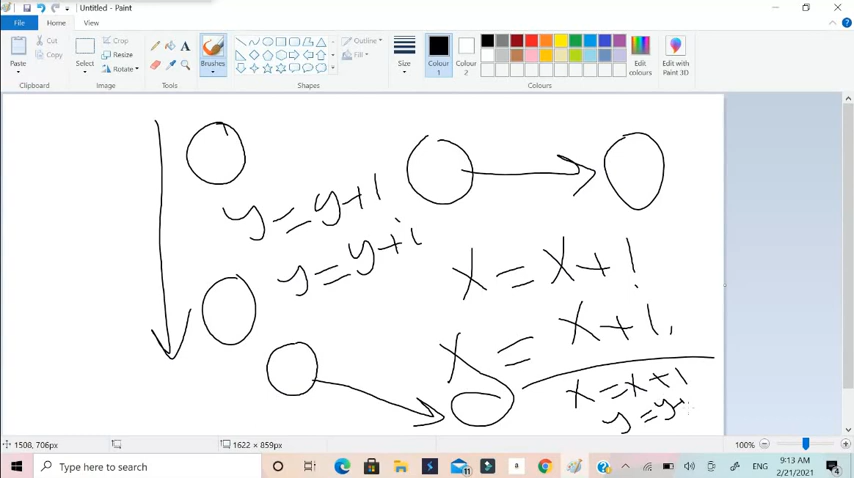 Untitled - Paint
File
Home
View
Paste
Cut
Copy
Clipboard
Select
Crop
Resize
Rotate
Image
A
Tools
Brushes
Outline
Fill
Shapes
Size
Colour 1
Colour 2
Edit colours
Edit with Paint 3D
Colours
y=y+1
y=y+i
x=x+1
x=x+1.
x=x+1
y=y+
1508, 706px
1622 × 859px
100%
Type here to search
11
a
ENG
9:13 AM
2/21/2021
4